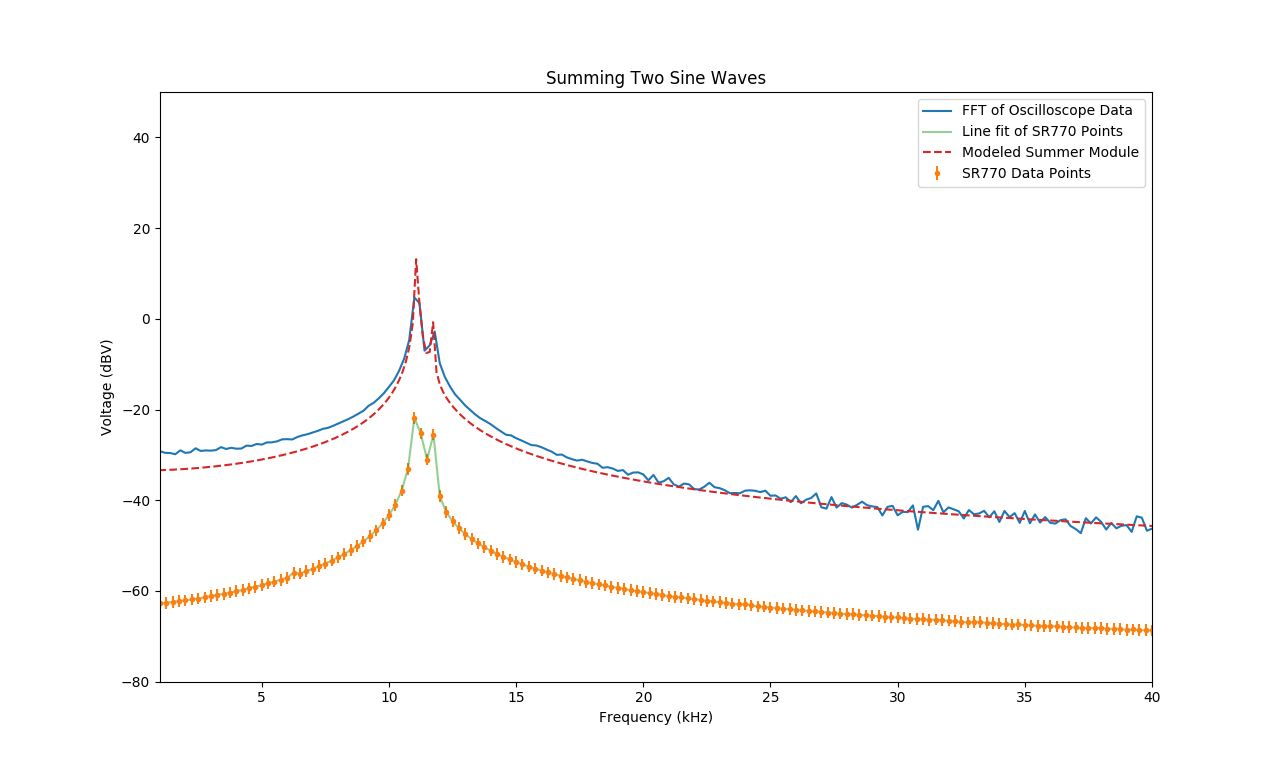 Summing Two Sine Waves
FFT of Oscilloscope Data
Line fit of SR770 Points
Modeled Summer Module
SR770 Data Points
Voltage (dBV)
40
20
0
−20
−40
−60
−80
5
10
15
20
25
30
35
40
Frequency (kHz)